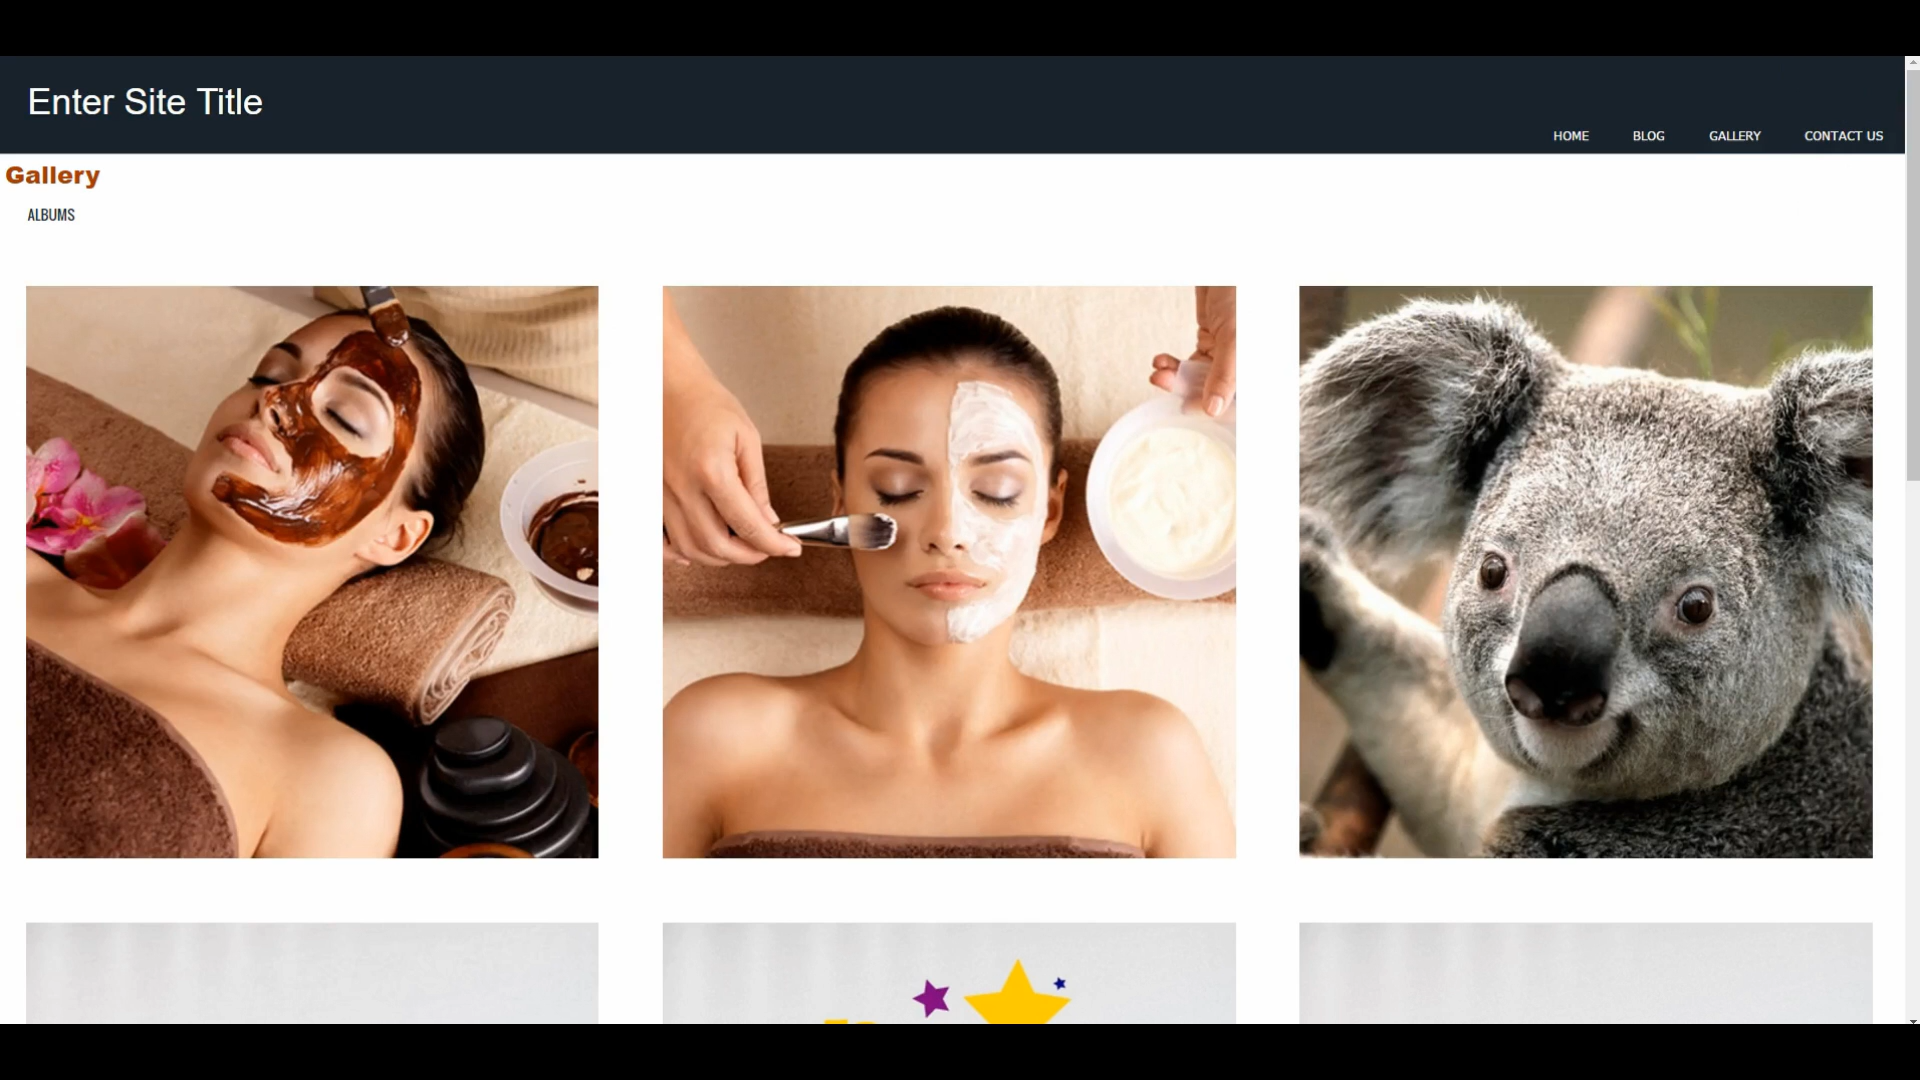 Enter Site Title
HOME BLOG GALLERY CONTACT US
Gallery
ALBUMS